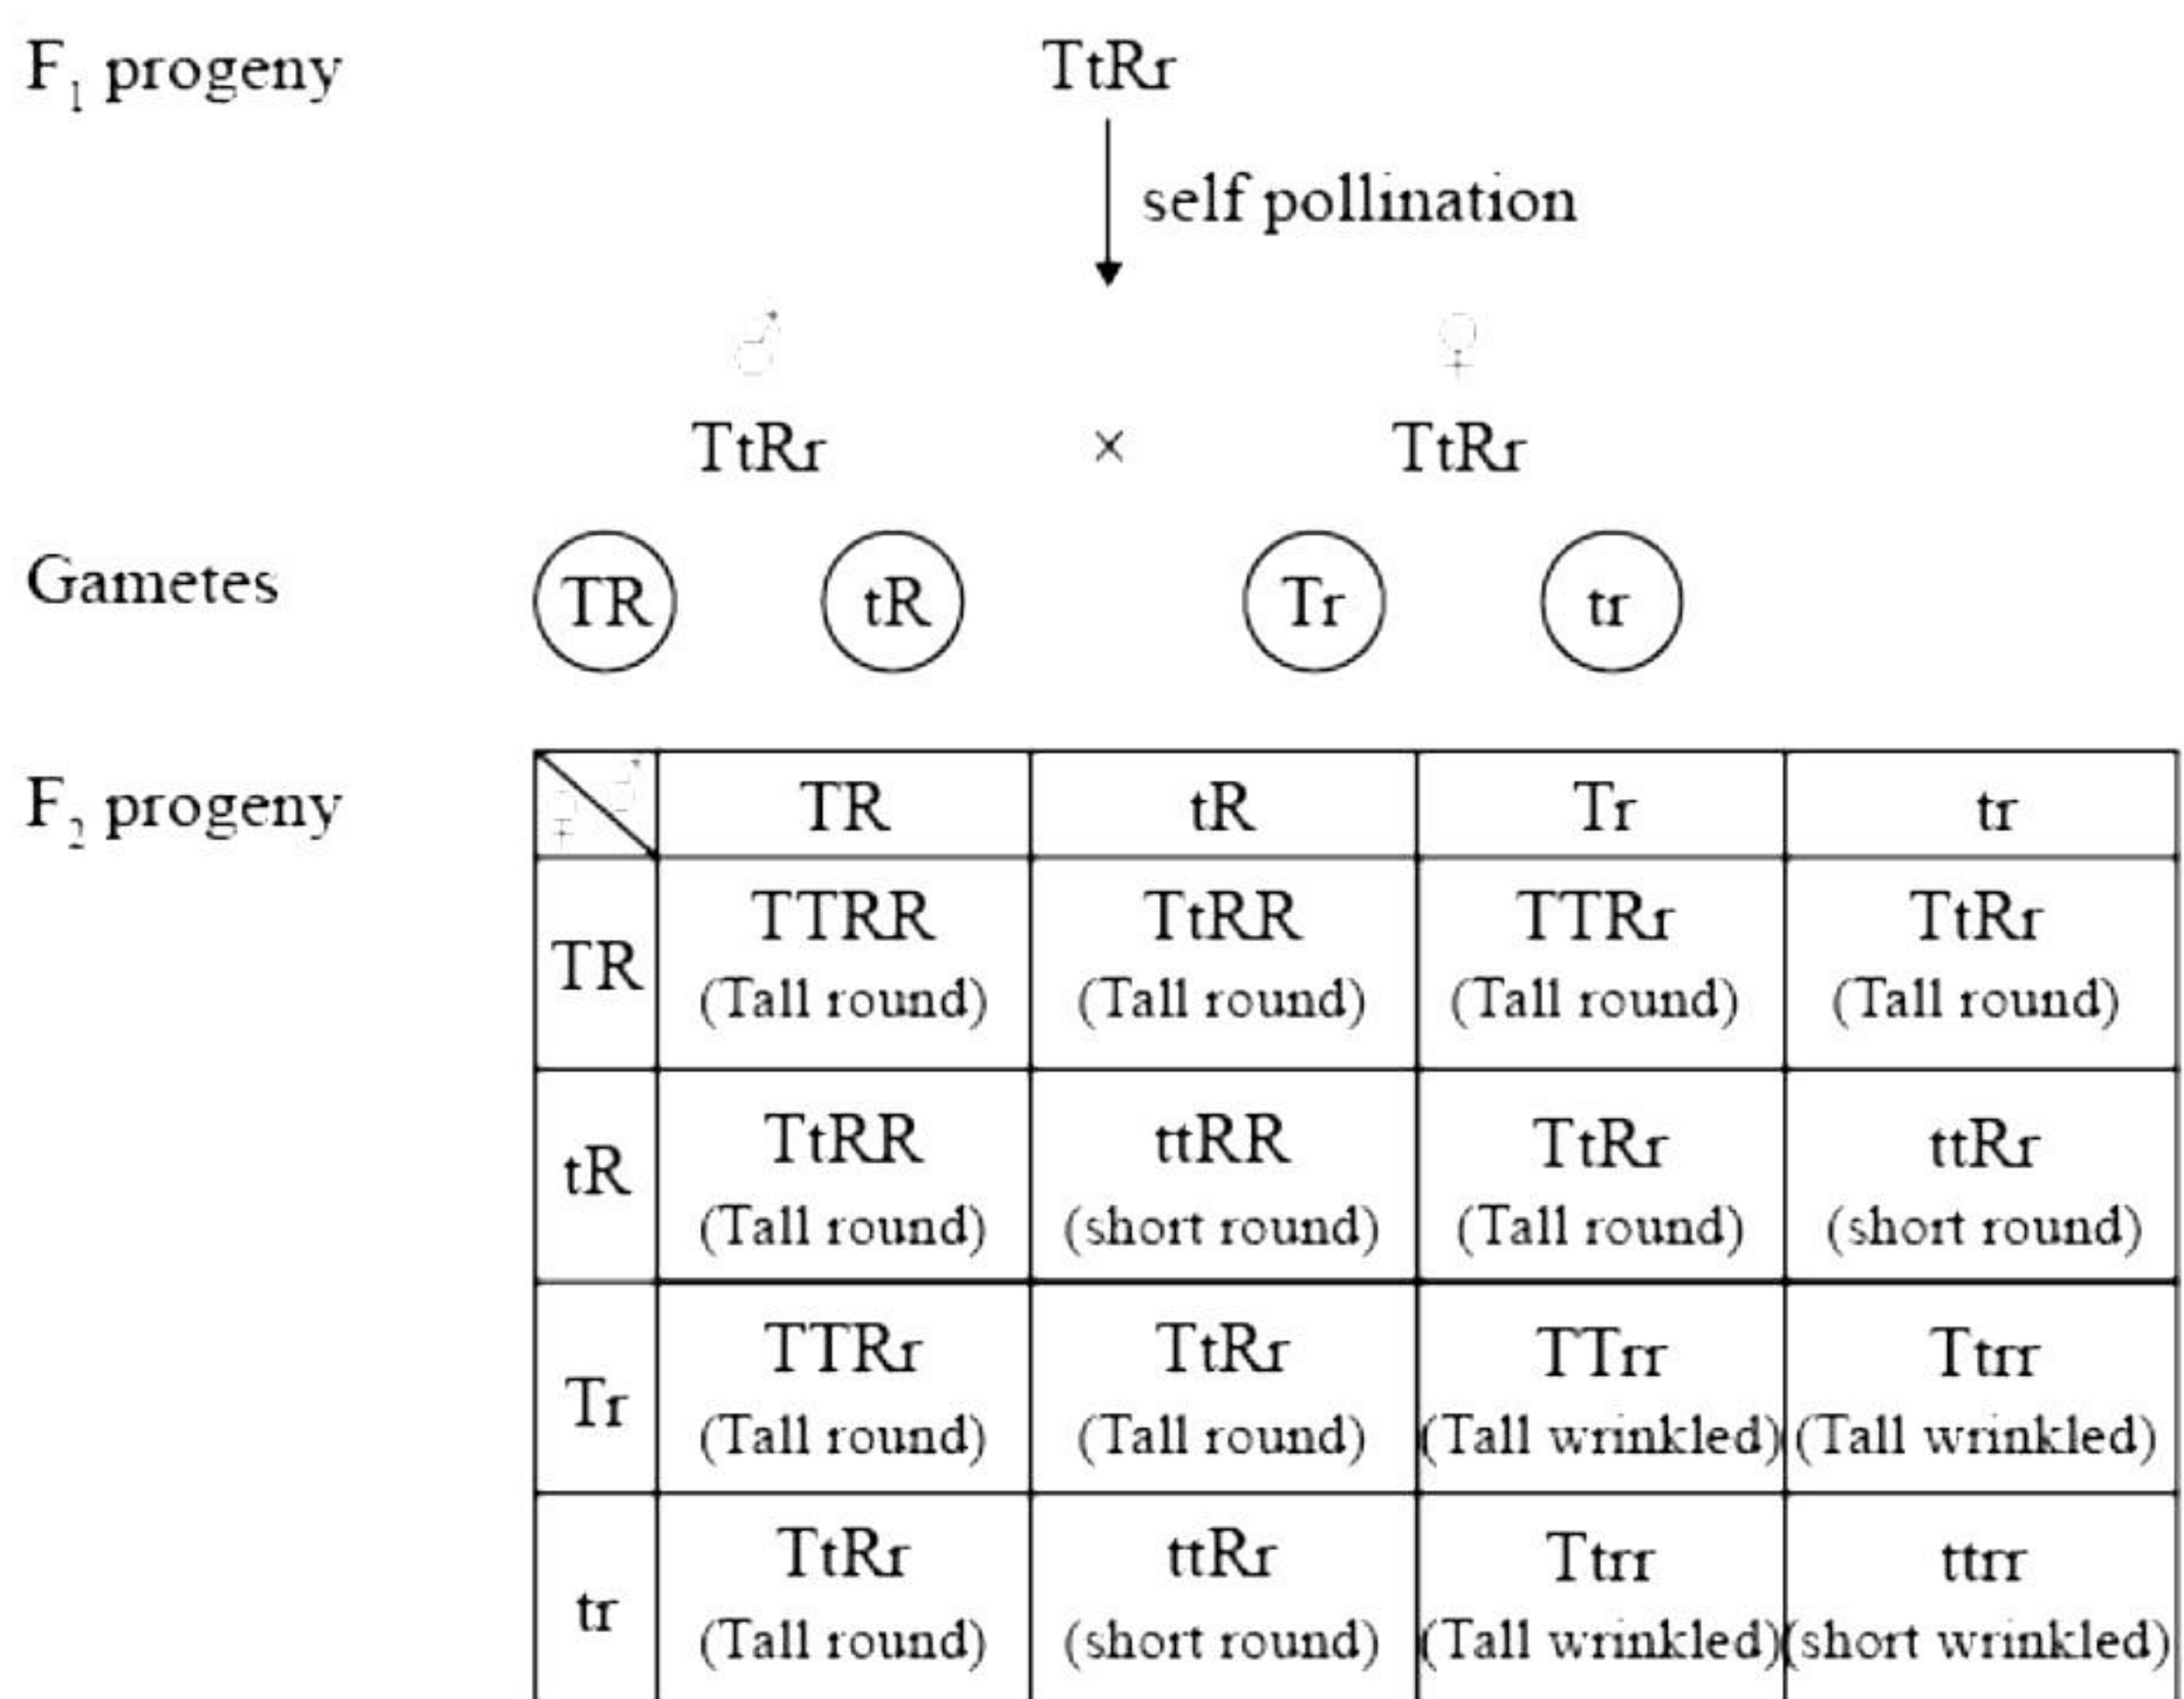 F₁ progeny TtRr
self pollination
♂ ♀
TtRr × TtRr
Gametes TR tR Tr tr
F₂ progeny ♀ ♂ TR tR Tr tr
TR TTRR TtRR TTRr TtRr
(Tall round) (Tall round) (Tall round) (Tall round)
tR TtRR ttRR TtRr ttRr
(Tall round) (short round) (Tall round) (short round)
Tr TTRr TtRr TTrr Ttrr
(Tall round) (Tall round) (Tall wrinkled) (Tall wrinkled)
tr TtRr ttRr Ttrr ttrr
(Tall round) (short round) (Tall wrinkled) (short wrinkled)